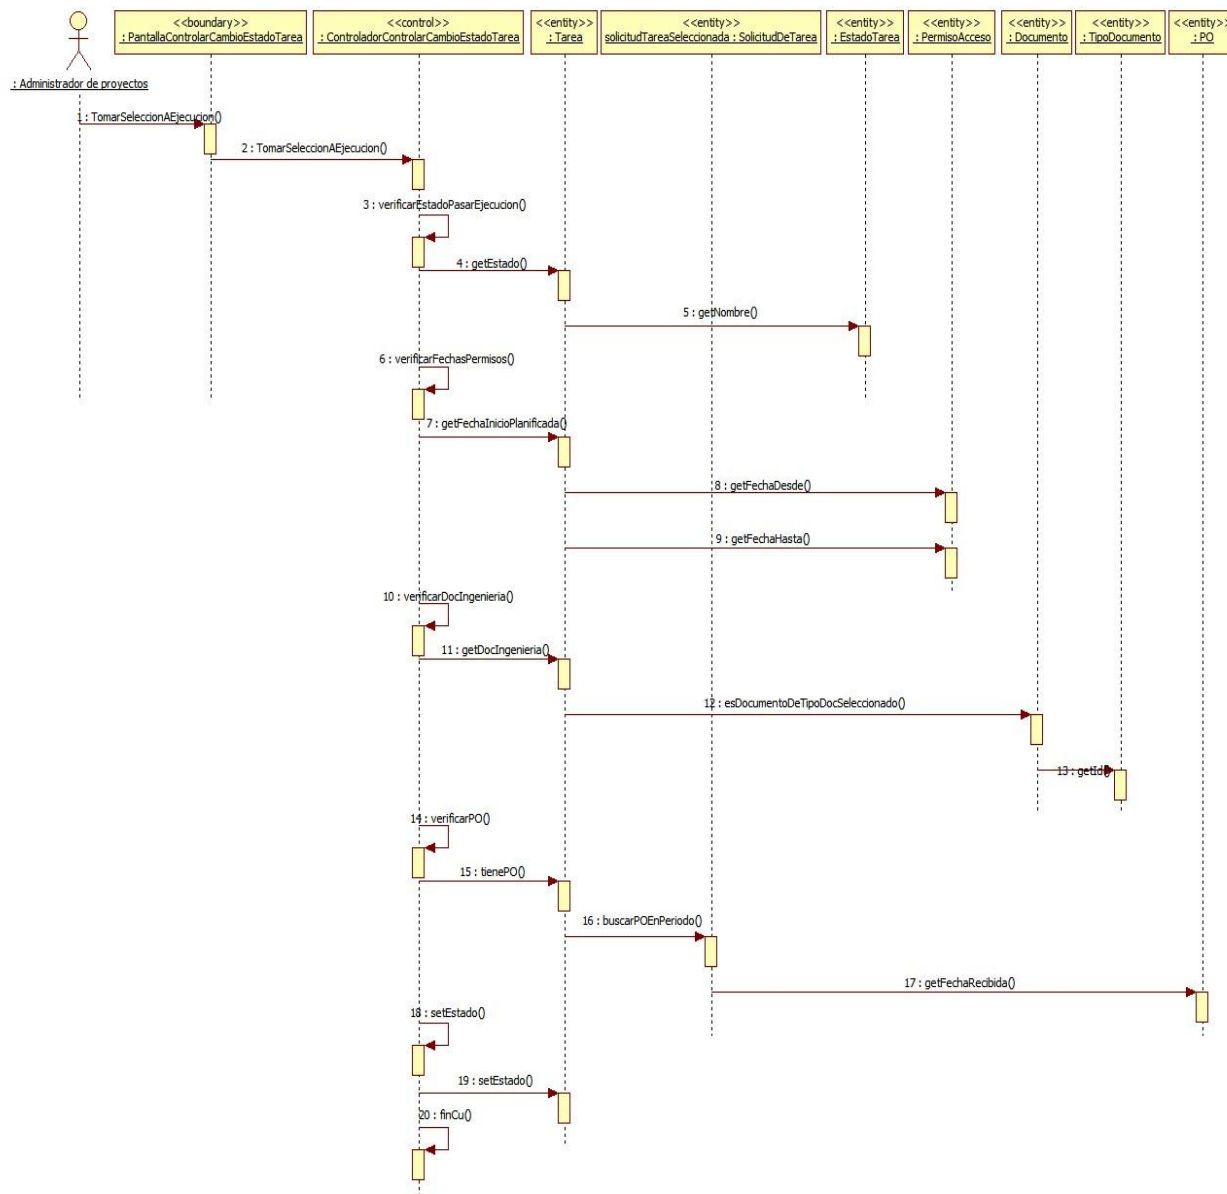 <<boundary>>
: PantallaControlarCambioEstadoTarea
<<control>>
: ControladorControlarCambioEstadoTarea
<<entity>>
: Tarea
<<entity>>
solicitudTareaSeleccionada : SolicitudDeTarea
<<entity>>
: EstadoTarea
<<entity>>
: PermisoAcceso
<<entity>>
: Documento
<<entity>>
: TipoDocumento
<<entity>>
: PO
: Administrador de proyectos
1 : TomarSeleccionAEjecucion()
2 : TomarSeleccionAEjecucion()
3 : verificarEstadoPasarEjecucion()
4 : getEstado()
5 : getNombre()
6 : verificarFechasPermisos()
7 : getFechaInicioPlanificada()
8 : getFechaDesde()
9 : getFechaHasta()
10 : verificarDocIngenieria()
11 : getDocIngenieria()
12 : esDocumentoDeTipoDocSeleccionado()
13 : getId()
14 : verificarPO()
15 : tienePO()
16 : buscarPOEnPeriodo()
17 : getFechaRecibida()
18 : setEstado()
19 : setEstado()
20 : finCu()